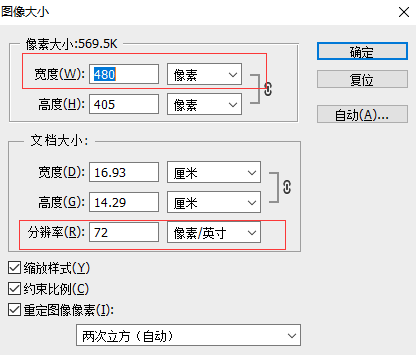 图像大小
像素大小:569.5K
确定
宽度(W): 480 像素
复位
高度(H): 405 像素
自动(A)...
文档大小:
宽度(D): 16.93 厘米
高度(G): 14.29 厘米
分辨率(R): 72 像素/英寸
缩放样式(Y)
约束比例(C)
重定图像像素(I):
两次立方（自动）